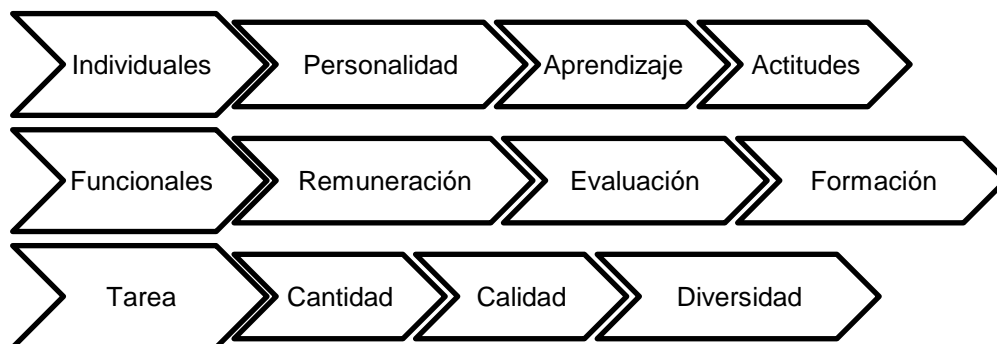 Individuales Personalidad Aprendizaje Actitudes
Funcionales Remuneración Evaluación Formación
Tarea Cantidad Calidad Diversidad